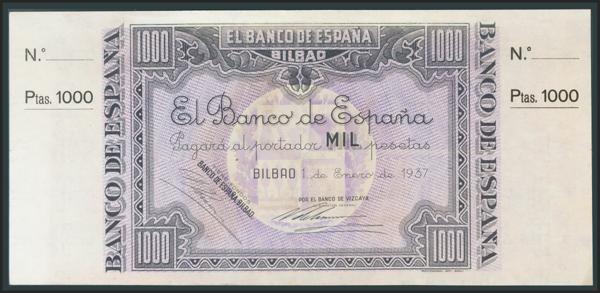 N.º
Ptas. 1000
BANCO DE ESPAÑA
1000
EL BANCO DE ESPAÑA
BILBAO
1000
El Banco de España
Pagará al portador MIL pesetas
BILBAO 1 de Enero de 1937
BANCO DE ESPAÑA-BILBAO
POR EL BANCO DE VIZCAYA
1000
1000
BANCO DE ESPAÑA
N.º
Ptas. 1000